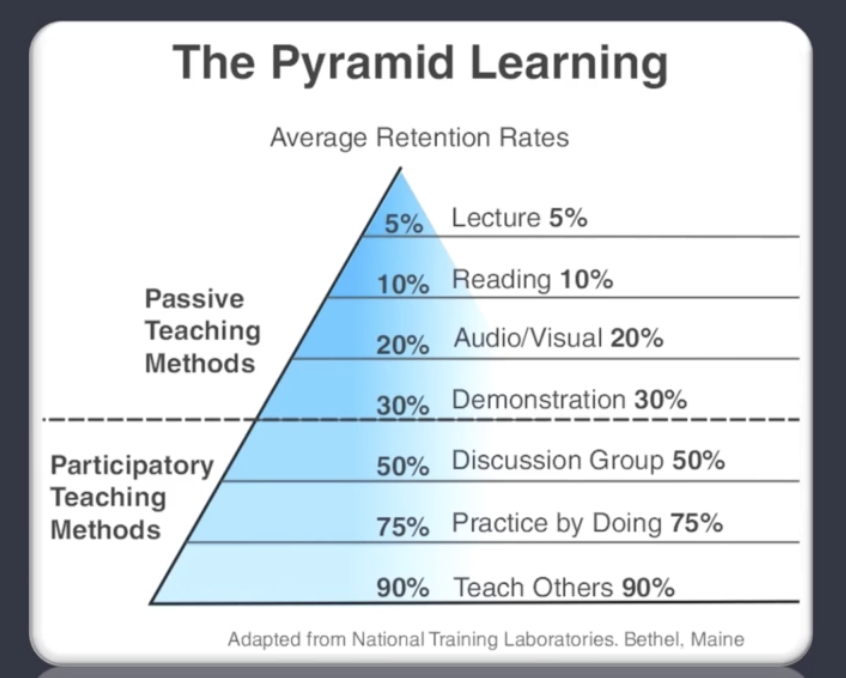 The Pyramid Learning
Average Retention Rates
5% Lecture 5%
10% Reading 10%
Passive
Teaching
Methods
20% Audio/Visual 20%
30% Demonstration 30%
Participatory
Teaching
Methods
50% Discussion Group 50%
75% Practice by Doing 75%
90% Teach Others 90%
Adapted from National Training Laboratories. Bethel, Maine